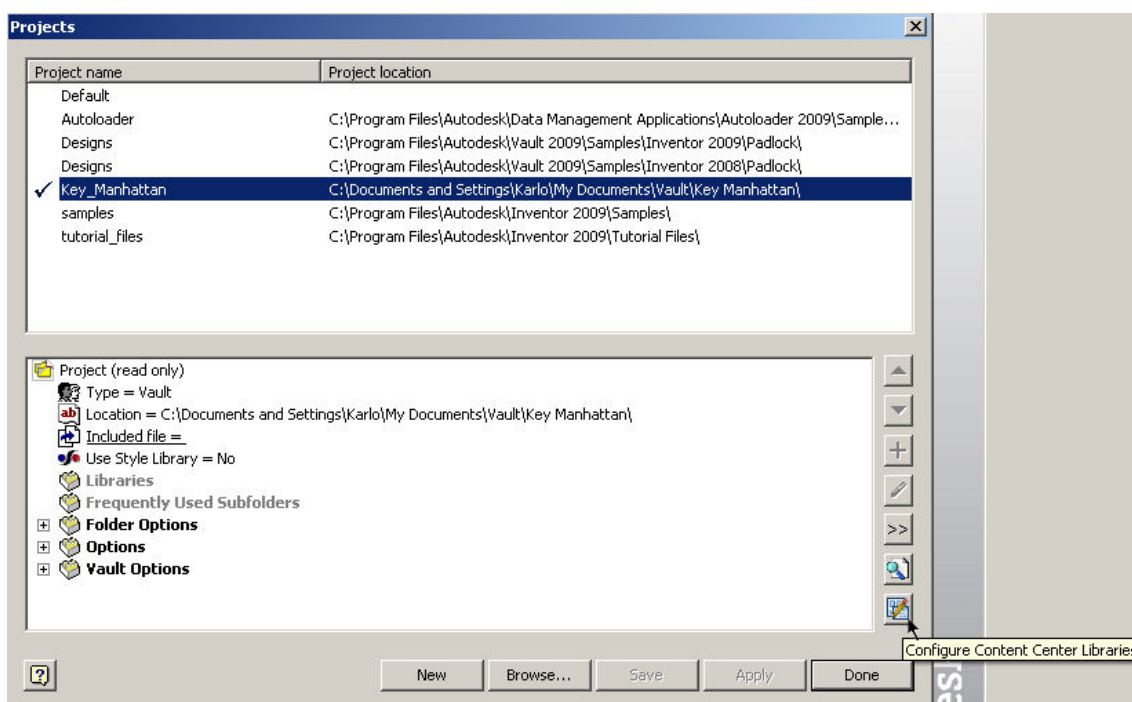 Projects
Project name Project location
Default
Autoloader C:\Program Files\Autodesk\Data Management Applications\Autoloader 2009\Sample...
Designs C:\Program Files\Autodesk\Vault 2009\Samples\Inventor 2009\Padlock\
Designs C:\Program Files\Autodesk\Vault 2009\Samples\Inventor 2008\Padlock\
Key_Manhattan C:\Documents and Settings\Karlo\My Documents\Vault\Key Manhattan\
samples C:\Program Files\Autodesk\Inventor 2009\Samples\
tutorial_files C:\Program Files\Autodesk\Inventor 2009\Tutorial Files\
Project (read only)
Type = Vault
Location = C:\Documents and Settings\Karlo\My Documents\Vault\Key Manhattan\
Included file =
Use Style Library = No
Libraries
Frequently Used Subfolders
Folder Options
Options
Vault Options
>>
Configure Content Center Libraries
New Browse... Save Apply Done